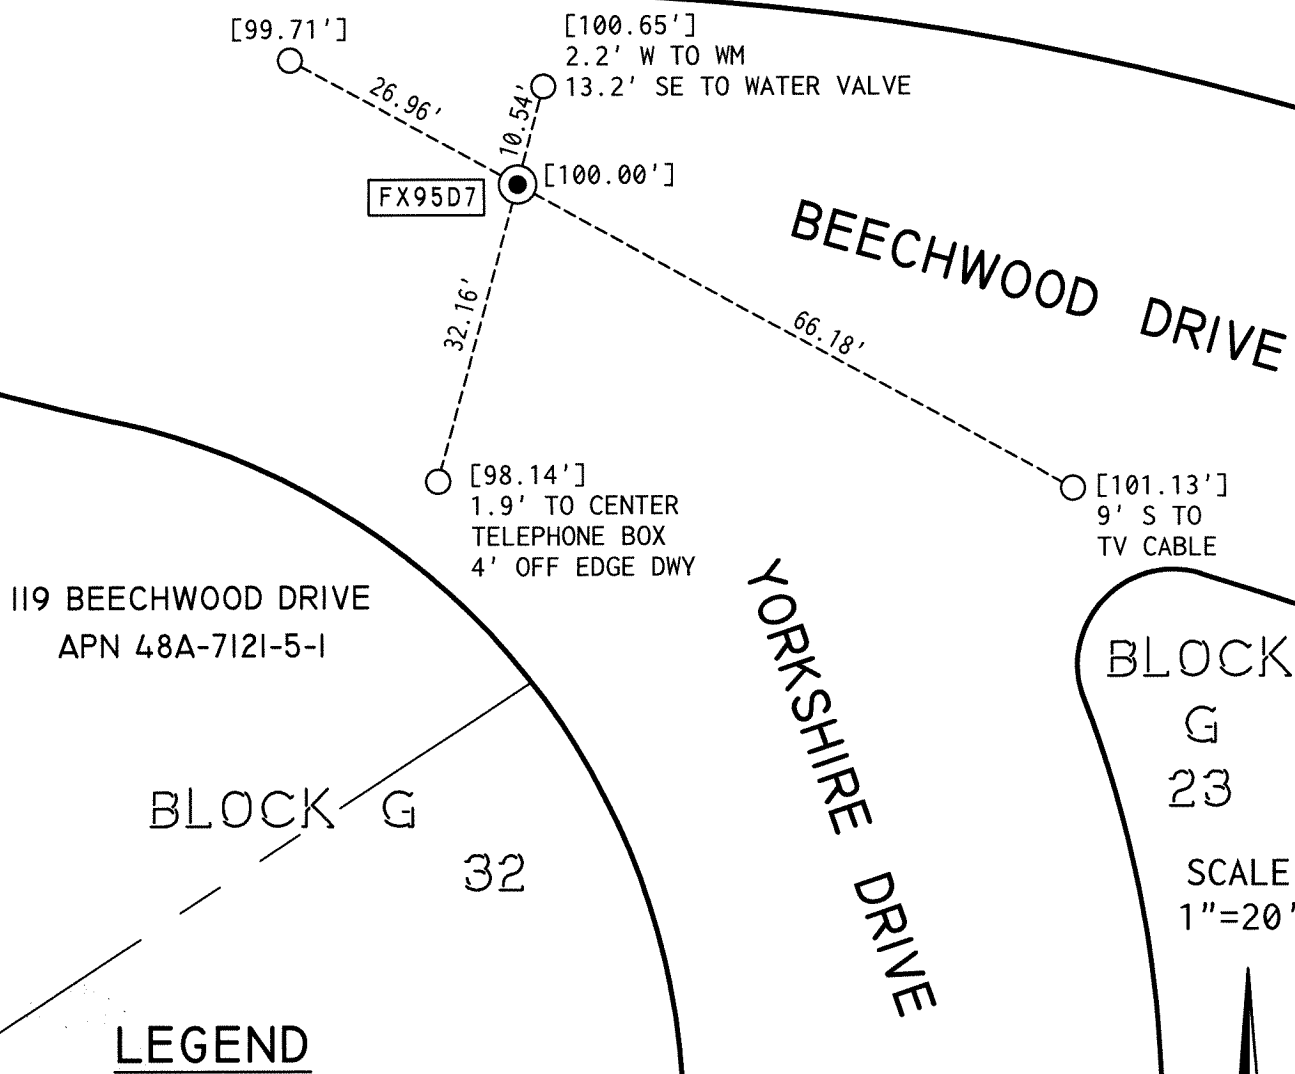 [99.71']
[100.65']
2.2' W TO WM
13.2' SE TO WATER VALVE
26.96'
10.54'
[100.00']
FX95D7
BEECHWOOD DRIVE
32.16'
66.18'
[98.14']
1.9' TO CENTER
TELEPHONE BOX
4' OFF EDGE DWY
[101.13']
9' S TO
TV CABLE
119 BEECHWOOD DRIVE
APN 48A-7121-5-1
YORKSHIRE DRIVE
BLOCK
G
23
BLOCK G
32
SCALE
1"=20'
LEGEND